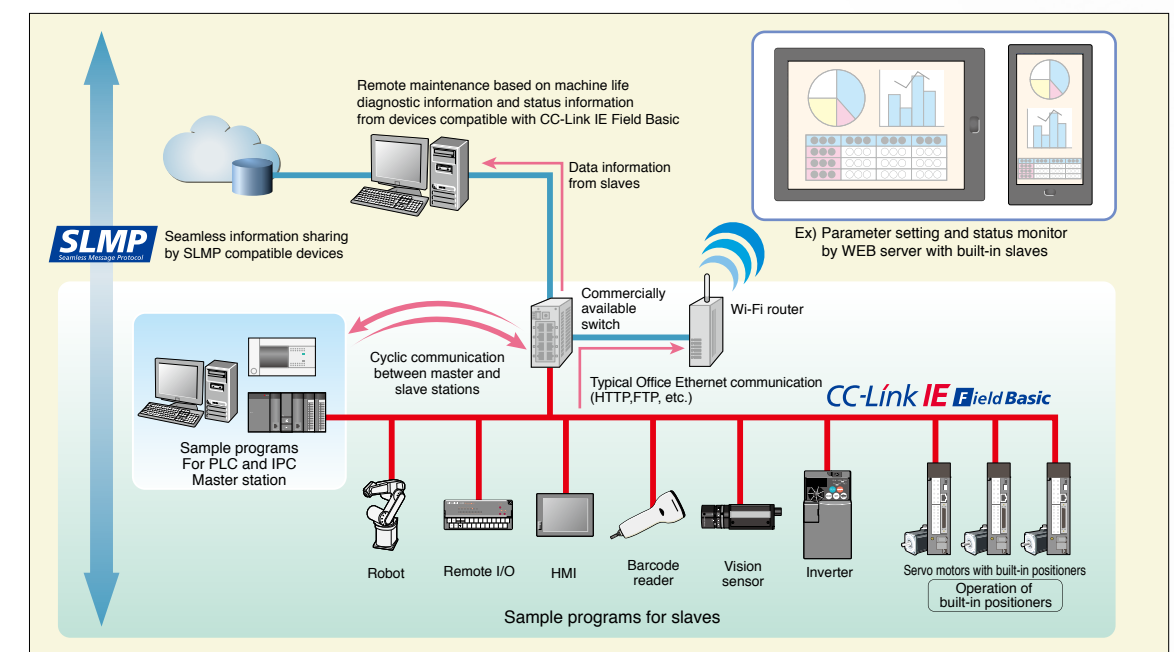 Remote maintenance based on machine life
diagnostic information and status information
from devices compatible with CC-Link IE Field Basic
Data information
from slaves
Ex) Parameter setting and status monitor
by WEB server with built-in slaves
SLMP
Seamless Message Protocol
Seamless information sharing
by SLMP compatible devices
Commercially
available
switch
Wi-Fi router
Cyclic communication
between master and
slave stations
Typical Office Ethernet communication
(HTTP,FTP, etc.)
CC-Link IE Field Basic
Sample programs
For PLC and IPC
Master station
Robot
Remote I/O
HMI
Barcode
reader
Vision
sensor
Inverter
Servo motors with built-in positioners
Operation of
built-in positioners
Sample programs for slaves